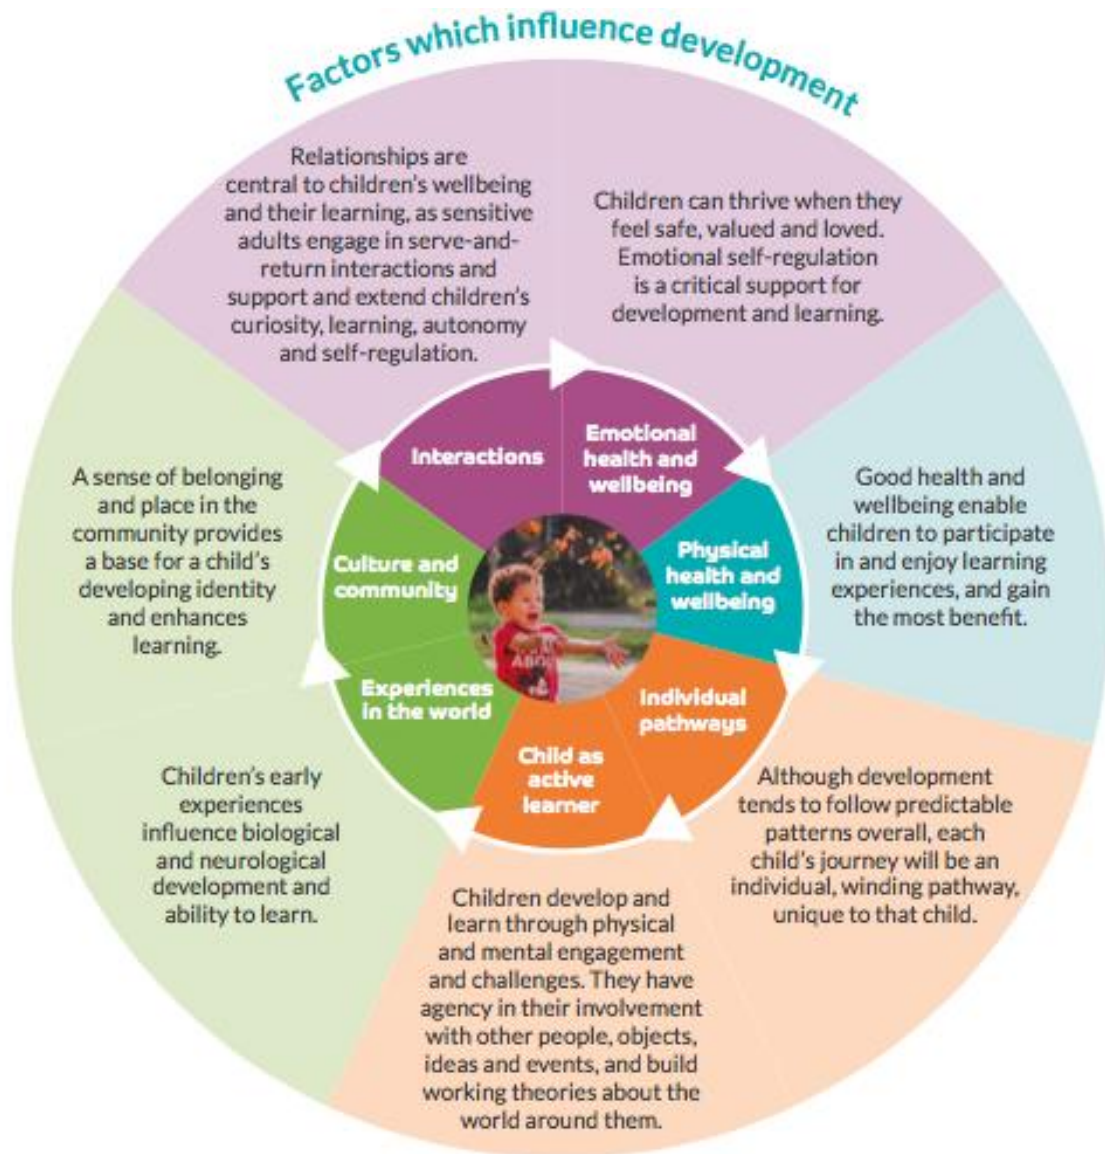 Factors which influence development
Relationships are
central to children's wellbeing
and their learning, as sensitive
adults engage in serve-and-
return interactions and
support and extend children's
curiosity, learning, autonomy
and self-regulation.
Children can thrive when they
feel safe, valued and loved.
Emotional self-regulation
is a critical support for
development and learning.
Good health and
wellbeing enable
children to participate
in and enjoy learning
experiences, and gain
the most benefit.
Although development
tends to follow predictable
patterns overall, each
child's journey will be an
individual, winding pathway,
unique to that child.
Children develop and
learn through physical
and mental engagement
and challenges. They have
agency in their involvement
with other people, objects,
ideas and events, and build
working theories about the
world around them.
Children's early
experiences
influence biological
and neurological
development and
ability to learn.
A sense of belonging
and place in the
community provides
a base for a child's
developing identity
and enhances
learning.
Interactions
Emotional
health and
wellbeing
Physical
health and
wellbeing
Individual
pathways
Child as
active
learner
Experiences
in the world
Culture and
community